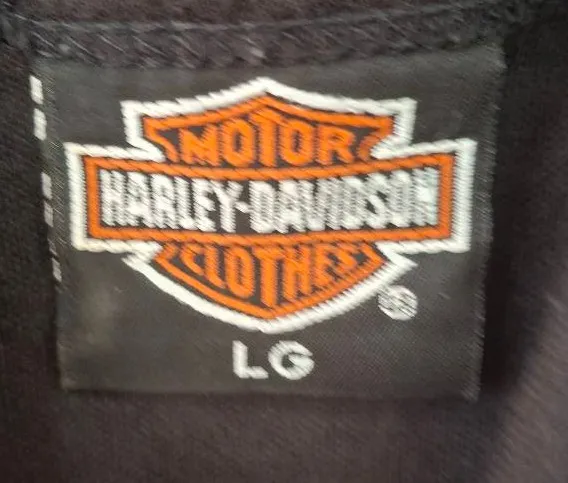 MOTOR
HARLEY-DAVIDSON
CLOTHES
®
LG